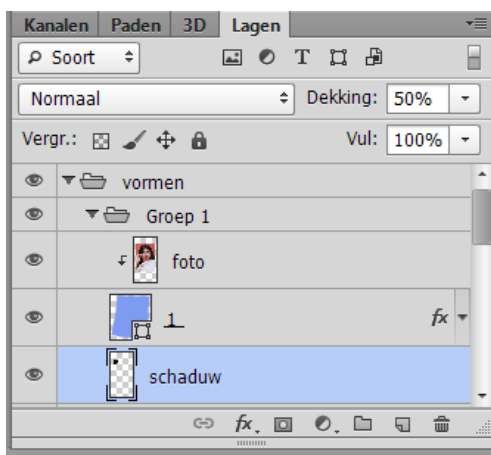 Kanalen Paden 3D Lagen
Soort T
Normaal Dekking: 50%
Vergr.: Vul: 100%
vormen
Groep 1
foto
1 fx
schaduw
fx